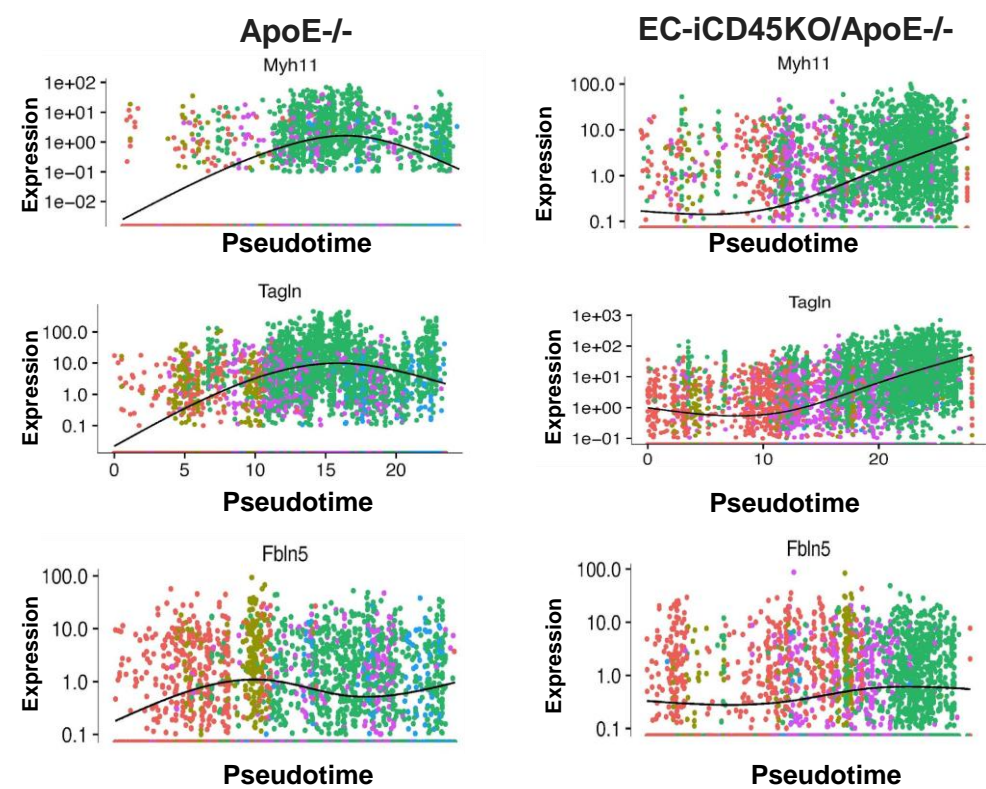 ApoE-/-
EC-iCD45KO/ApoE-/-
Myh11
1e+02
1e+01
1e+00
1e−01
1e−02
Expression
Pseudotime
Myh11
100.0
10.0
1.0
0.1
Expression
Pseudotime
Tagln
100.0
10.0
1.0
0.1
Expression
0 5 10 15 20
Pseudotime
Tagln
1e+03
1e+02
1e+01
1e+00
1e−01
Expression
0 10 20
Pseudotime
Fbln5
100.0
10.0
1.0
0.1
Expression
Pseudotime
Fbln5
100.0
10.0
1.0
0.1
Expression
Pseudotime